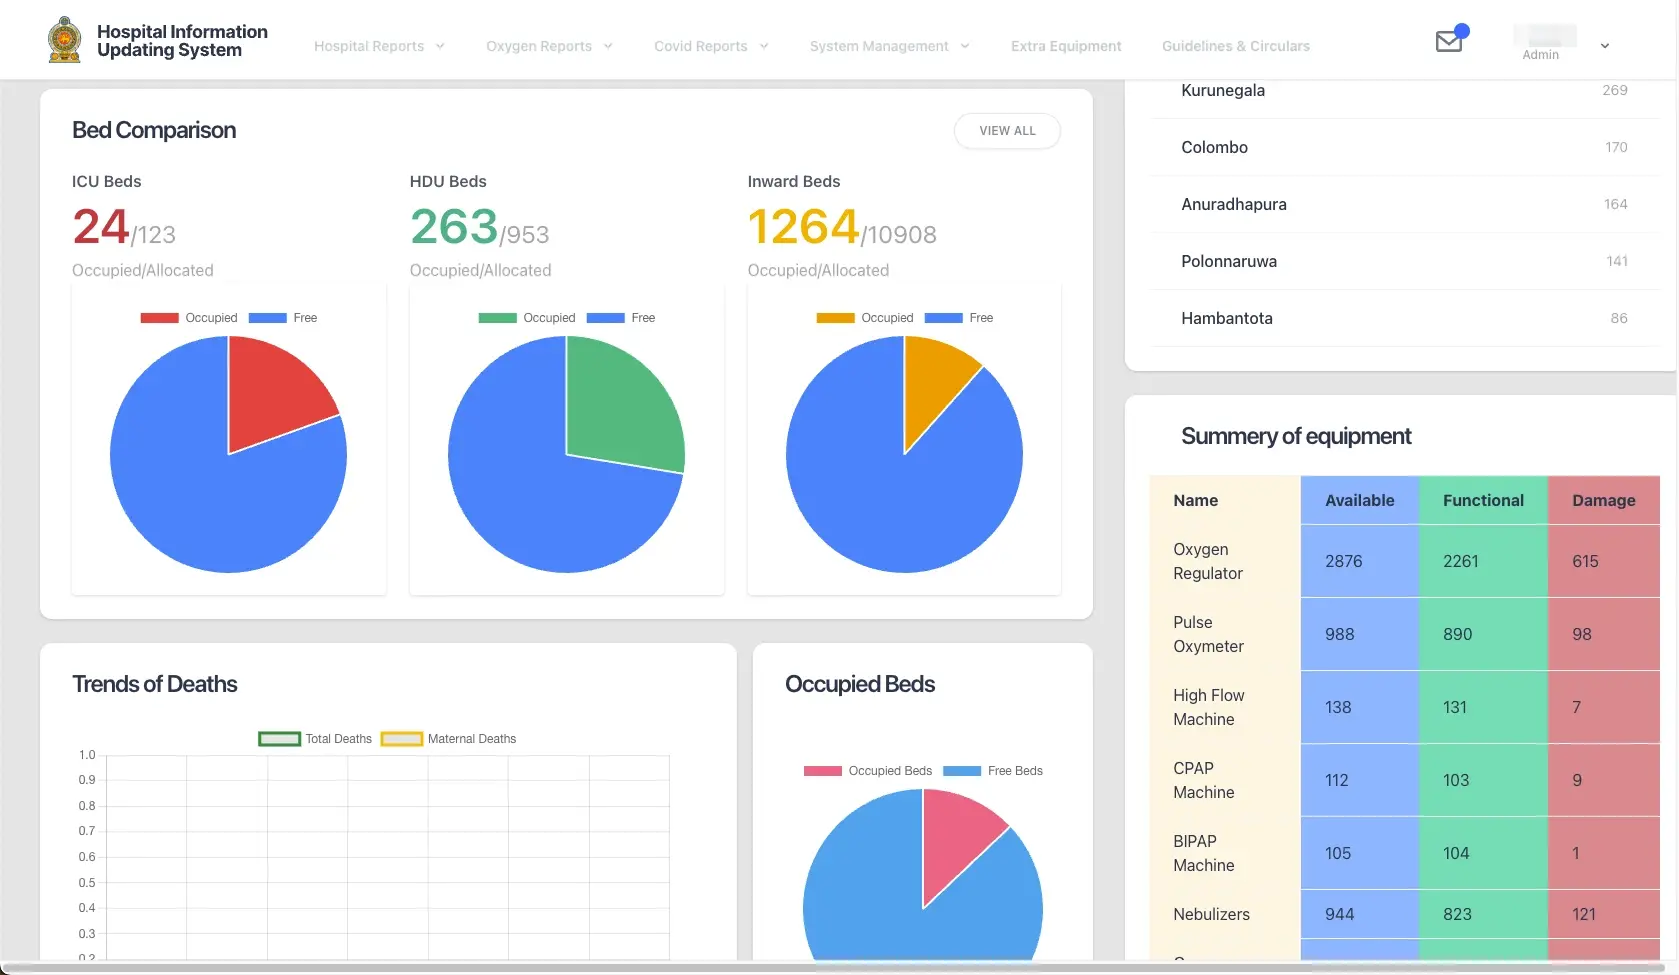 Hospital Information
Updating System
Hospital Reports
Oxygen Reports
Covid Reports
System Management
Extra Equipment
Guidelines & Circulars
Admin
Bed Comparison
VIEW ALL
ICU Beds
24/123
Occupied/Allocated
Occupied Free
HDU Beds
263/953
Occupied/Allocated
Occupied Free
Inward Beds
1264/10908
Occupied/Allocated
Occupied Free
Kurunegala 269
Colombo 170
Anuradhapura 164
Polonnaruwa 141
Hambantota 86
Trends of Deaths
Total Deaths Maternal Deaths
1.0
0.9
0.8
0.7
0.6
0.5
0.4
0.3
0.2
Occupied Beds
Occupied Beds Free Beds
Summery of equipment
Name Available Functional Damage
Oxygen
Regulator 2876 2261 615
Pulse
Oxymeter 988 890 98
High Flow
Machine 138 131 7
CPAP
Machine 112 103 9
BIPAP
Machine 105 104 1
Nebulizers 944 823 121